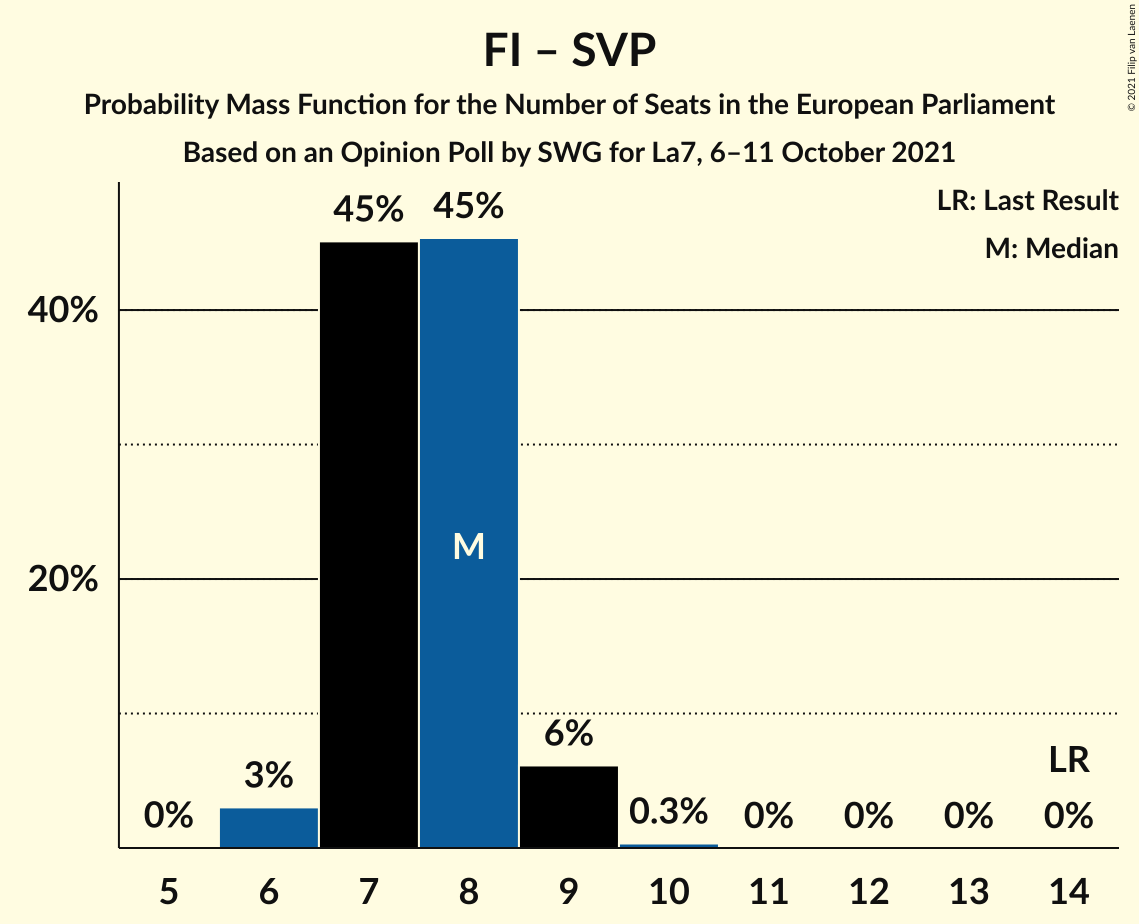 FI – SVP
Probability Mass Function for the Number of Seats in the European Parliament
Based on an Opinion Poll by SWG for La7, 6–11 October 2021
© 2021 Filip van Laenen
LR: Last Result
M: Median
45%
45%
40%
M
20%
6%
3%
LR
0%
0.3%
0%
0%
0%
0%
5
6
7
8
9
10
11
12
13
14